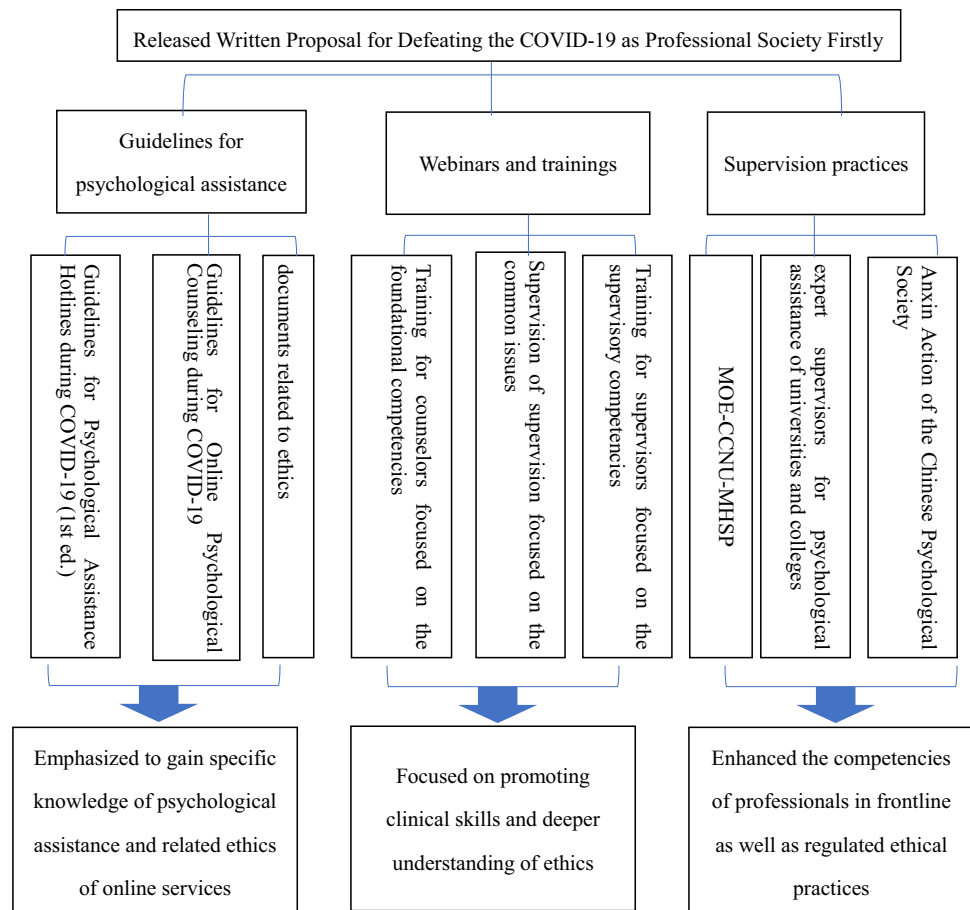 Released Written Proposal for Defeating the COVID-19 as Professional Society Firstly
Guidelines for
psychological assistance
Webinars and trainings
Supervision practices
Guidelines for Psychological Assistance
Hotlines during COVID-19 (1st ed.)
Guidelines for Online Psychological
Counseling during COVID-19
documents related to ethics
Training for counselors focused on the
foundational competencies
Supervision of supervision focused on the
common issues
Training for supervisors focused on the
supervisory competencies
MOE-CCNU-MHSP
expert supervisors for psychological
assistance of universities and colleges
Anxin Action of the Chinese Psychological
Society
Emphasized to gain specific
knowledge of psychological
assistance and related ethics
of online services
Focused on promoting
clinical skills and deeper
understanding of ethics
Enhanced the competencies
of professionals in frontline
as well as regulated ethical
practices